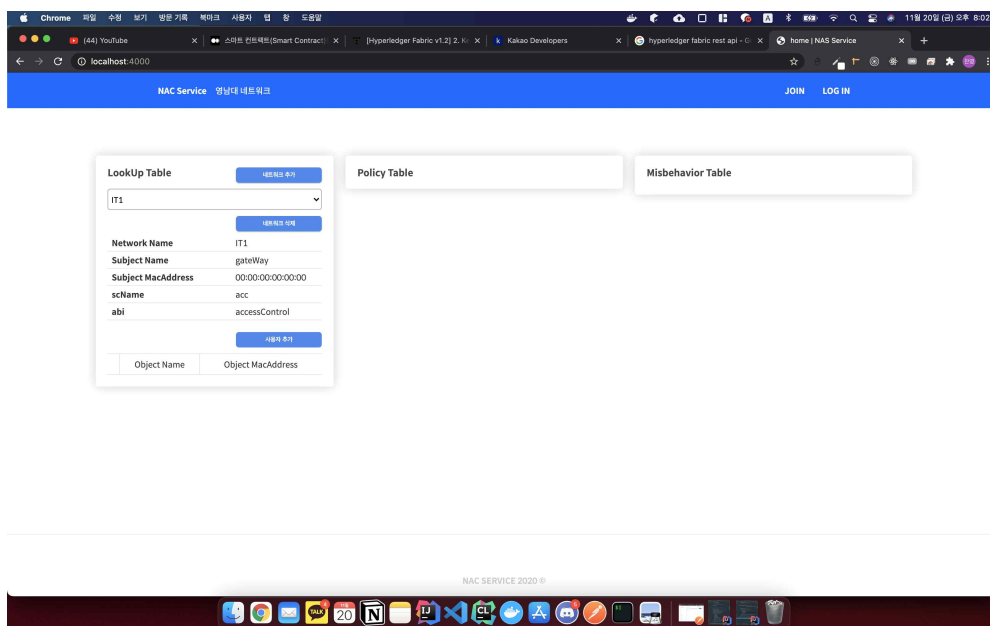 Chrome 파일 수정 보기 방문 기록 북마크 사용자 탭 창 도움말 11월 20일 (금) 오후 8:02
(44) YouTube 스마트 컨트랙트(Smart Contract) [Hyperledger Fabric v1.2] 2. Ke Kakao Developers hyperledger fabric rest api - G home | NAS Service
localhost:4000
NAC Service 영남대 네트워크 JOIN LOG IN
LookUp Table 네트워크 추가 Policy Table Misbehavior Table
IT1
네트워크 삭제
Network Name IT1
Subject Name gateWay
Subject MacAddress 00:00:00:00:00:00
scName acc
abi accessControl
사용자 추가
Object Name Object MacAddress
NAC SERVICE 2020 ©
TALK 20 N IJ CL